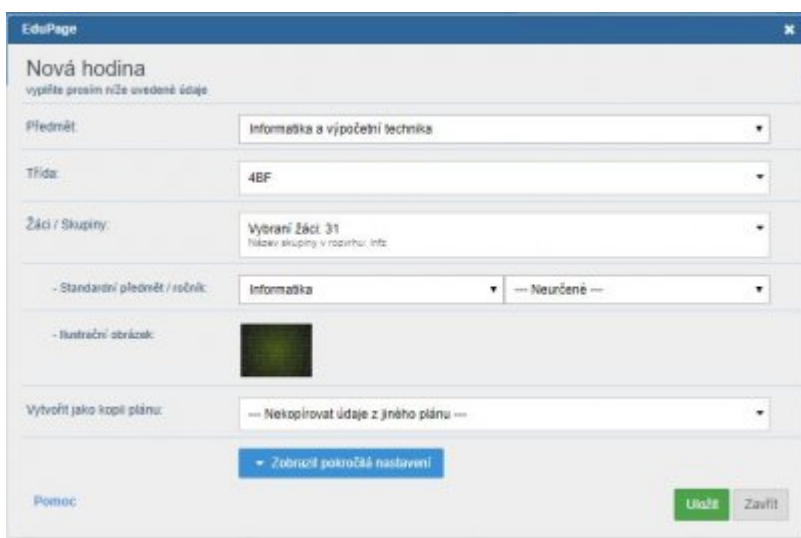 EduPage
Nová hodina
vyplňte prosím níže uvedené údaje
Předmět: Informatika a výpočetní technika
Třída: 4BF
Žáci / Skupiny: Vybraní žáci: 31
Název skupiny v rozvrhu: Info
- Standardní předmět / ročník: Informatika --- Neurčené ---
- Ilustrační obrázek:
Vytvořit jako kopii plánu: --- Nekopírovat údaje z jiného plánu ---
Zobrazit pokročilá nastavení
Pomoc Uložit Zavřít